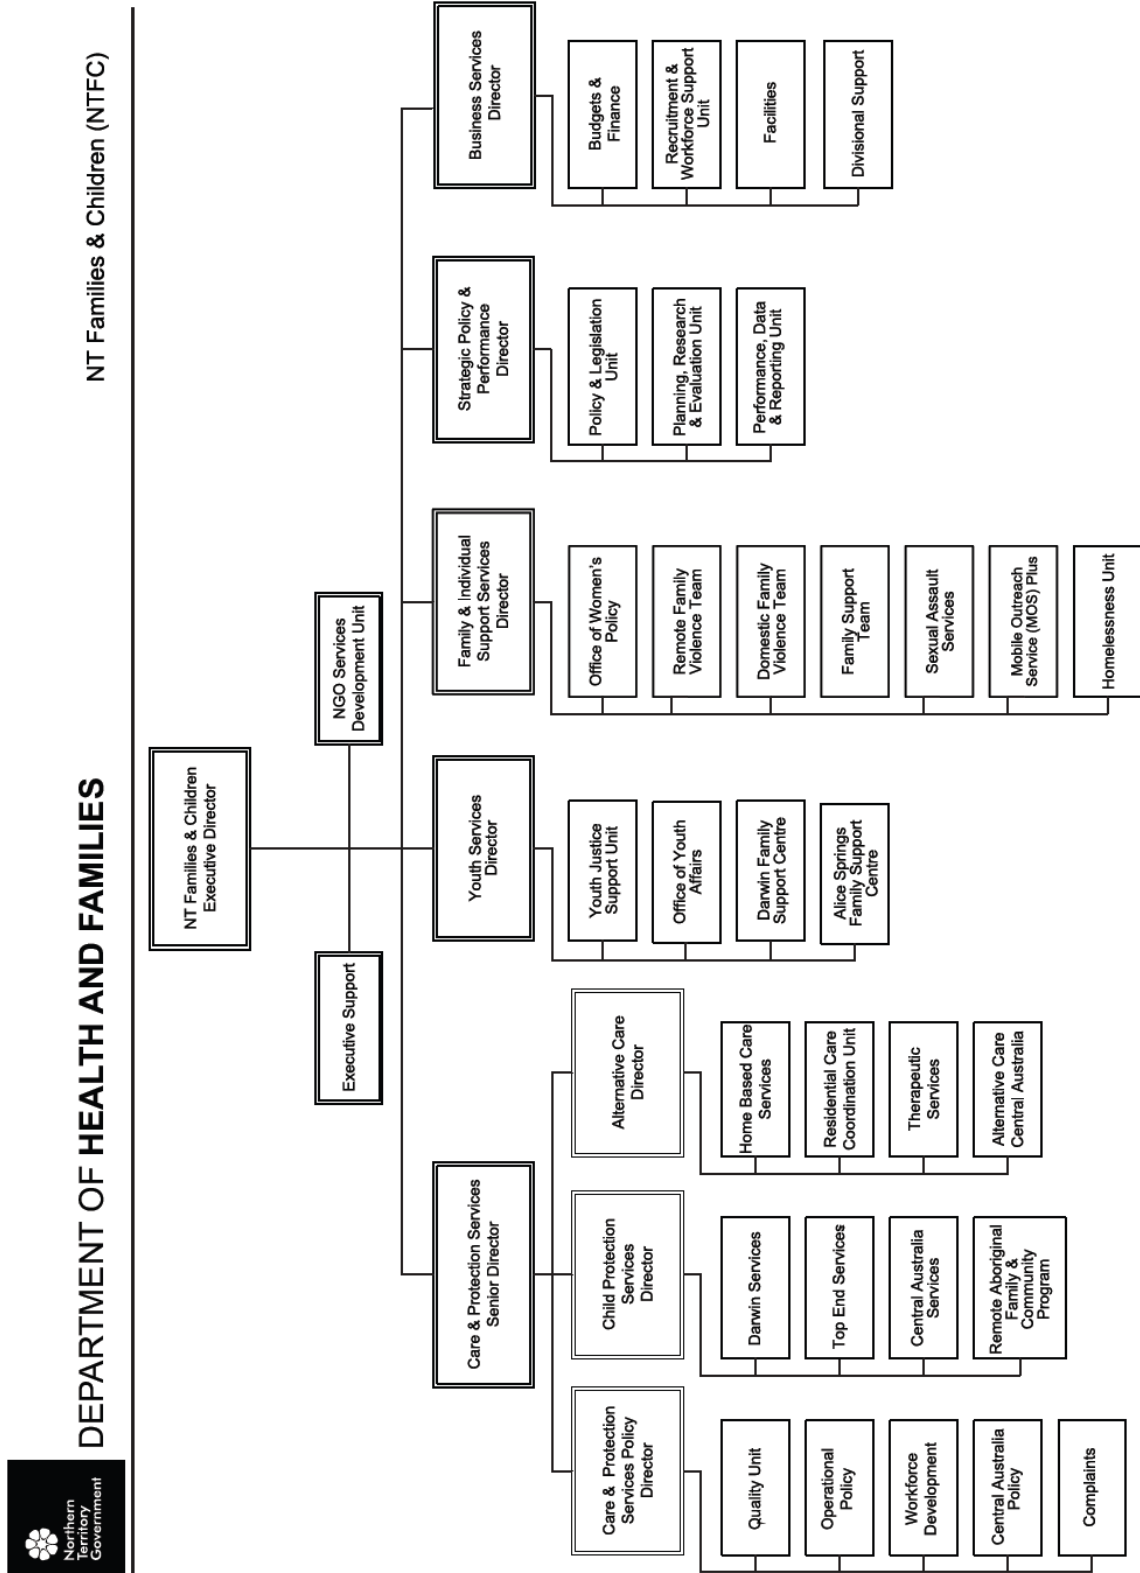 Northern
Territory
Government
DEPARTMENT OF HEALTH AND FAMILIES
NT Families & Children (NTFC)
NT Families & Children
Executive Director
Executive Support
NGO Services
Development Unit
Care & Protection Services
Senior Director
Youth Services
Director
Family & Individual
Support Services
Director
Strategic Policy &
Performance
Director
Business Services
Director
Care & Protection
Services Policy
Director
Quality Unit
Operational
Policy
Workforce
Development
Central Australia
Policy
Complaints
Child Protection
Services
Director
Darwin Services
Top End Services
Central Australia
Services
Remote Aboriginal
Family &
Community
Program
Alternative Care
Director
Home Based Care
Services
Residential Care
Coordination Unit
Therapeutic
Services
Alternative Care
Central Australia
Youth Justice
Support Unit
Office of Youth
Affairs
Darwin Family
Support Centre
Alice Springs
Family Support
Centre
Office of Women's
Policy
Remote Family
Violence Team
Domestic Family
Violence Team
Family Support
Team
Sexual Assault
Services
Mobile Outreach
Service (MOS) Plus
Homelessness Unit
Policy & Legislation
Unit
Planning, Research
& Evaluation Unit
Performance, Data
& Reporting Unit
Budgets &
Finance
Recruitment &
Workforce Support
Unit
Facilities
Divisional Support